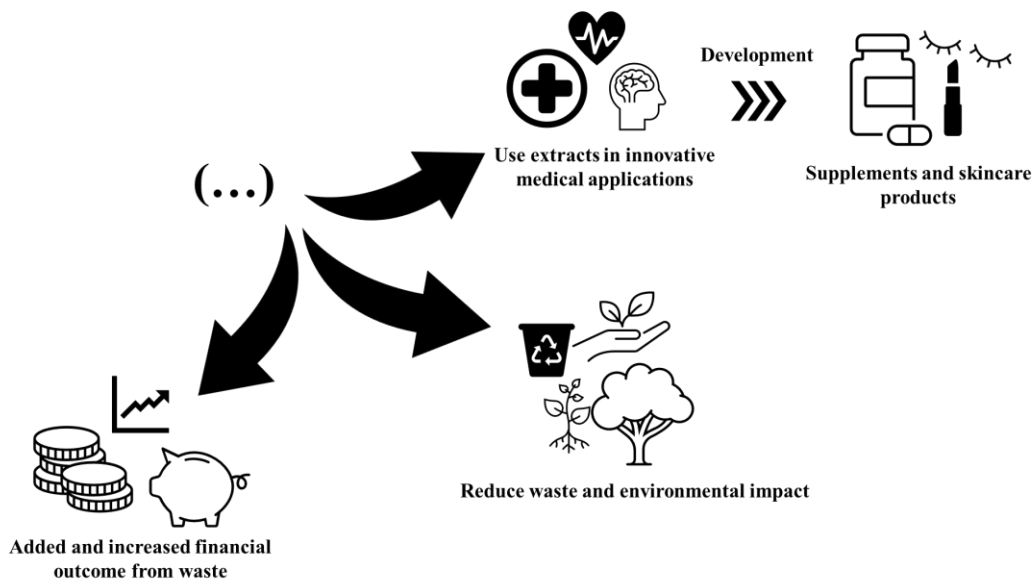 Development
(...)
Use extracts in innovative
medical applications
Supplements and skincare
products
Reduce waste and environmental impact
Added and increased financial
outcome from waste